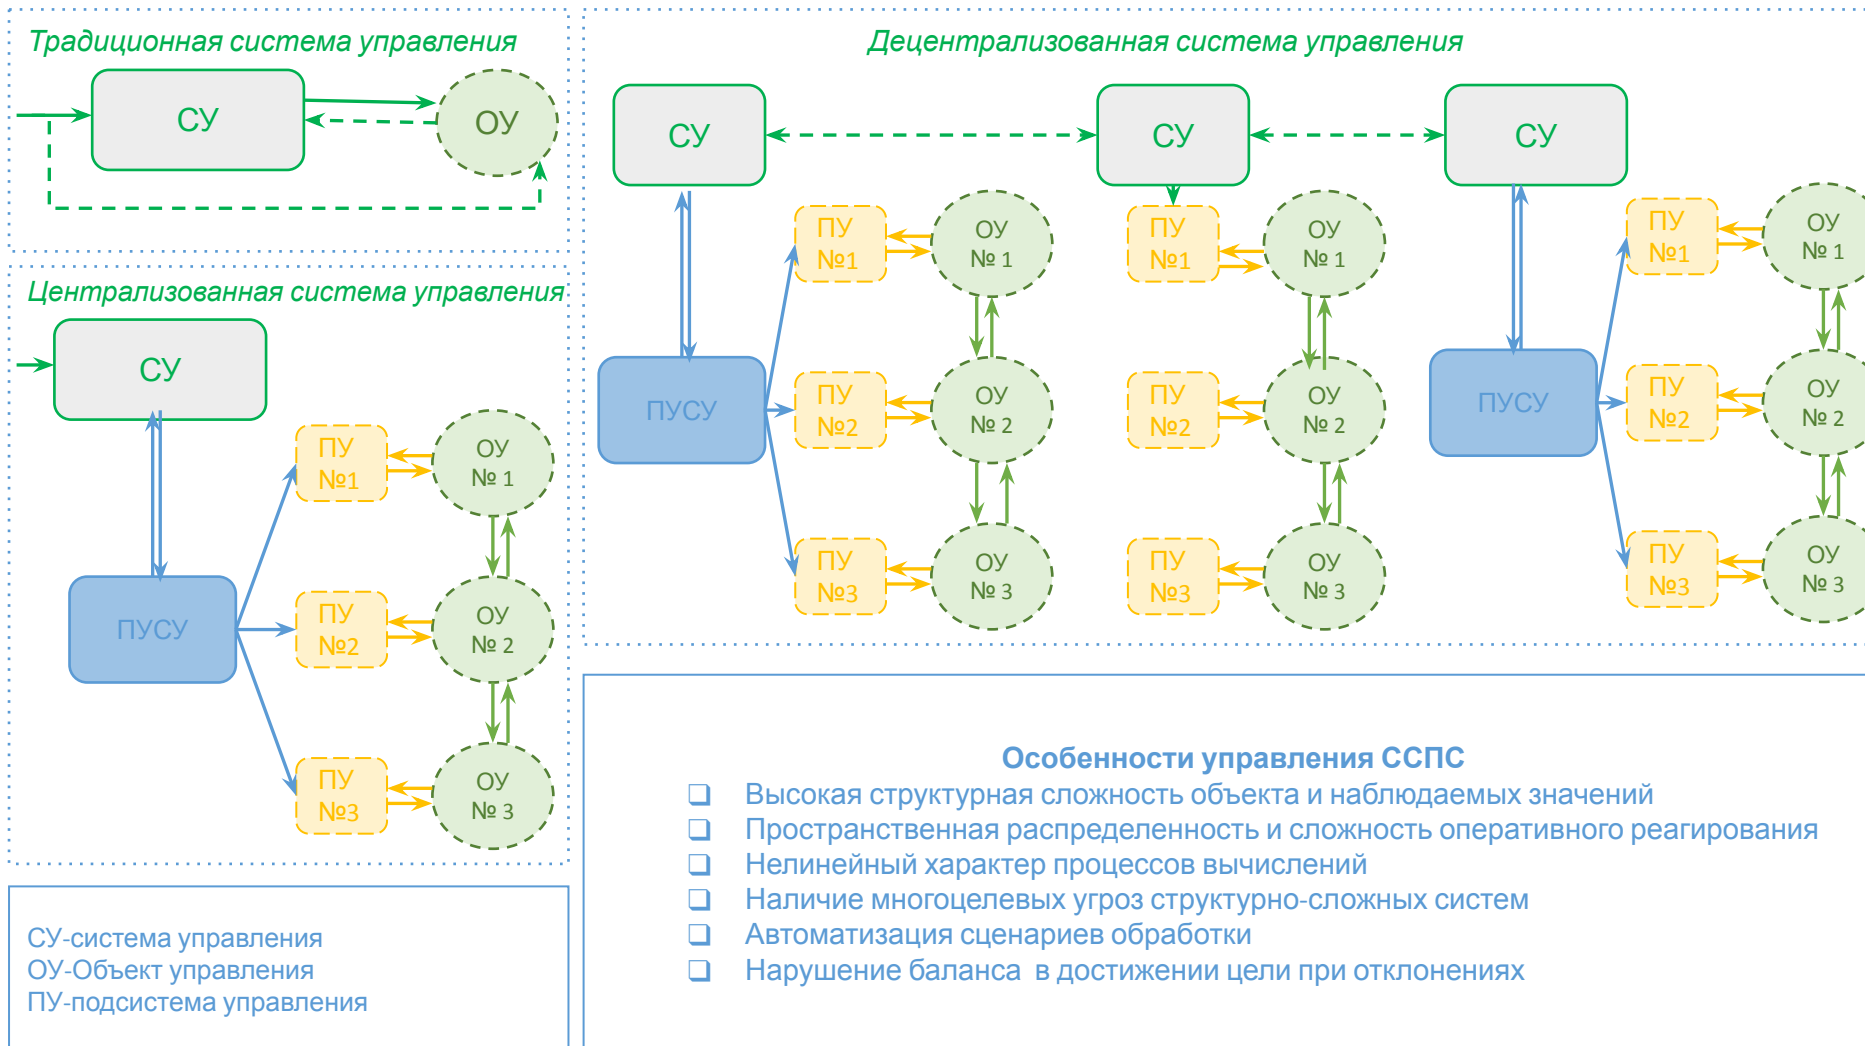 Традиционная система управления
СУ
ОУ
Централизованная система управления
СУ
ПУСУ
ПУ
№1
ОУ
№ 1
ПУ
№2
ОУ
№ 2
ПУ
№3
ОУ
№ 3
СУ-система управления
ОУ-Объект управления
ПУ-подсистема управления
Децентрализованная система управления
СУ
СУ
СУ
ПУСУ
ПУ
№1
ОУ
№ 1
ПУ
№2
ОУ
№ 2
ПУ
№3
ОУ
№ 3
ПУ
№1
ОУ
№ 1
ПУ
№2
ОУ
№ 2
ПУ
№3
ОУ
№ 3
ПУСУ
ПУ
№1
ОУ
№ 1
ПУ
№2
ОУ
№ 2
ПУ
№3
ОУ
№ 3
Особенности управления ССПС
❑ Высокая структурная сложность объекта и наблюдаемых значений
❑ Пространственная распределенность и сложность оперативного реагирования
❑ Нелинейный характер процессов вычислений
❑ Наличие многоцелевых угроз структурно-сложных систем
❑ Автоматизация сценариев обработки
❑ Нарушение баланса  в достижении цели при отклонениях